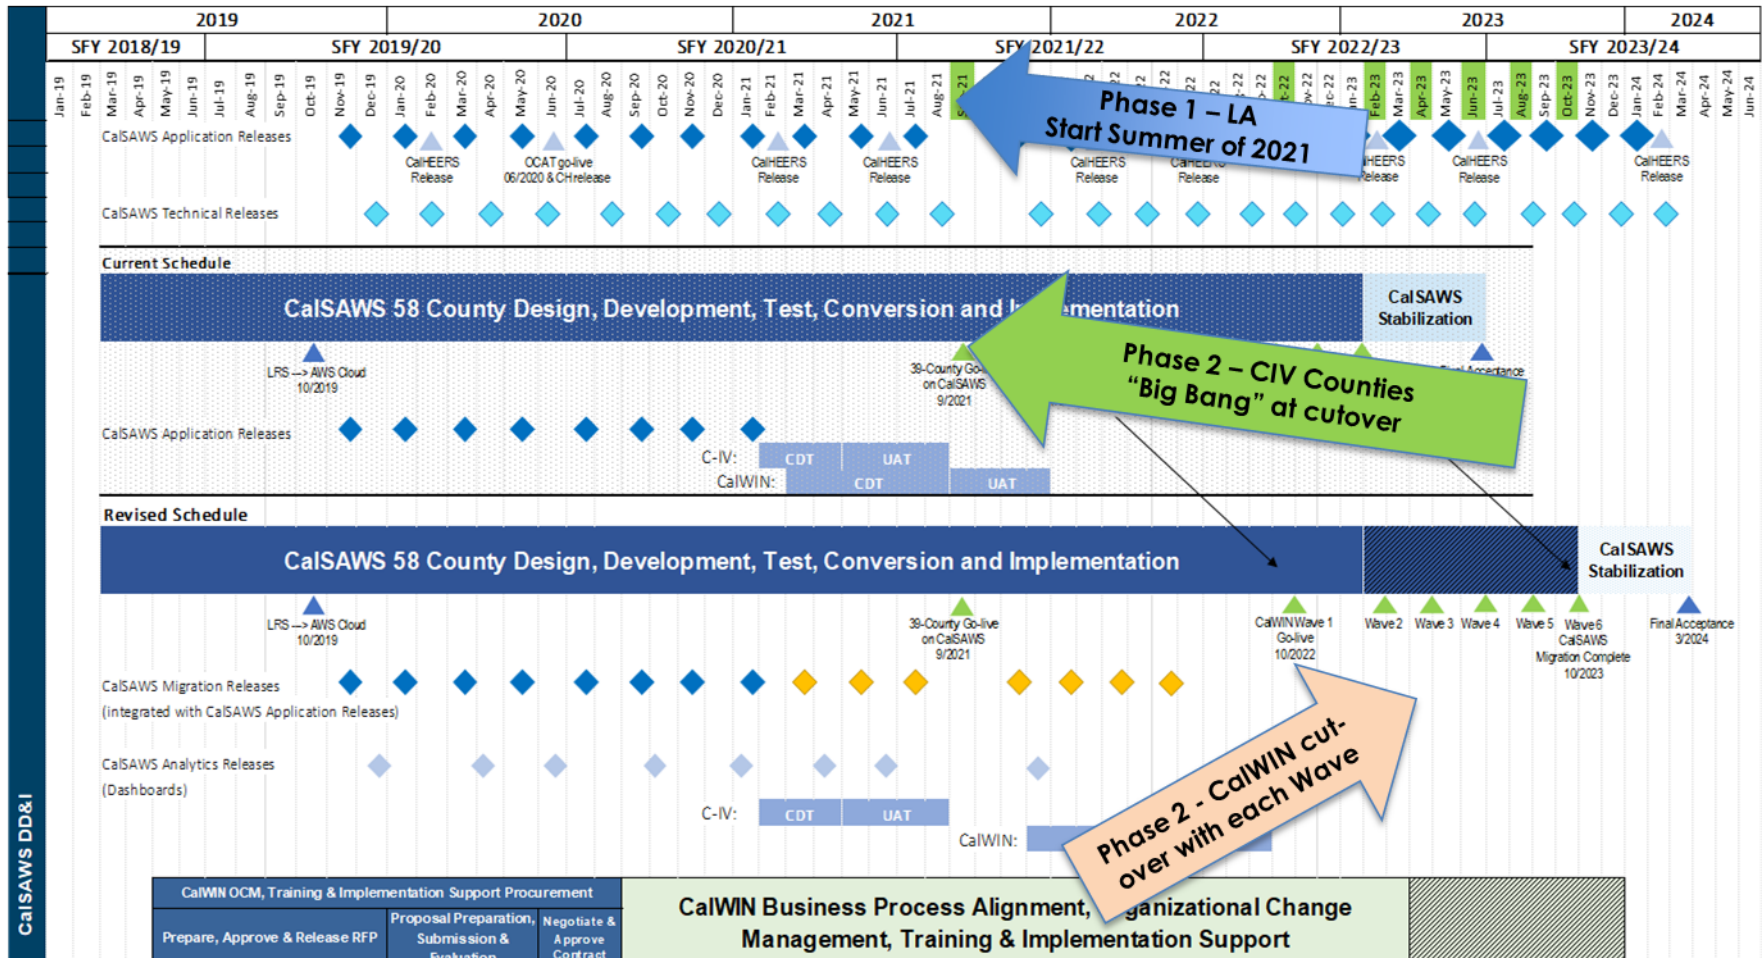 2019 2020 2021 2022 2023 2024
SFY 2018/19 SFY 2019/20 SFY 2020/21 SFY 2021/22 SFY 2022/23 SFY 2023/24
Jan-19 Feb-19 Mar-19 Apr-19 May-19 Jun-19 Jul-19 Aug-19 Sep-19 Oct-19 Nov-19 Dec-19 Jan-20 Feb-20 Mar-20 Apr-20 May-20 Jun-20 Jul-20 Aug-20 Sep-20 Oct-20 Nov-20 Dec-20 Jan-21 Feb-21 Mar-21 Apr-21 May-21 Jun-21 Jul-21 Aug-21 Feb-23 Mar-23 Apr-23 May-23 Jun-23 Jul-23 Aug-23 Sep-23 Oct-23 Nov-23 Dec-23 Jan-24 Feb-24 Mar-24 Apr-24 May-24 Jun-24
Phase 1 – LA
Start Summer of 2021
CalSAWS Application Releases
CalHEERS
Release
OCAT go-live
06/2020 & CH release
CalHEERS
Release
CalHEERS
Release
CalHEERS
Release
Release
Release
CalHEERS
Release
CalHEERS
Release
CalSAWS Technical Releases
Current Schedule
CalSAWS 58 County Design, Development, Test, Conversion and
CalSAWS
Stabilization
LRS --> AWS Cloud
10/2019
39-County
on CalSAWS
9/2021
Acceptance
Phase 2 – CIV Counties
"Big Bang" at cutover
CalSAWS Application Releases
C-IV: CDT UAT
CalWIN: CDT UAT
Revised Schedule
CalSAWS 58 County Design, Development, Test, Conversion and Implementation
CalSAWS
Stabilization
LRS --> AWS Cloud
10/2019
39-County Go-live
on CalSAWS
9/2021
CalWIN Wave 1
Go-live
10/2022
Wave 2 Wave 3 Wave 4 Wave 5 Wave 6
CalSAWS
Migration Complete
10/2023
Final Acceptance
3/2024
CalSAWS Migration Releases
(integrated with CalSAWS Application Releases)
CalSAWS Analytics Releases
(Dashboards)
C-IV: CDT UAT
CalWIN:
Phase 2 - CalWIN cut-
over with each Wave
CalSAWS DD&I
CalWIN OCM, Training & Implementation Support Procurement
Prepare, Approve & Release RFP
Proposal Preparation,
Submission &
Evaluation
Negotiate &
Approve
Contract
CalWIN Business Process Alignment, Organizational Change
Management, Training & Implementation Support